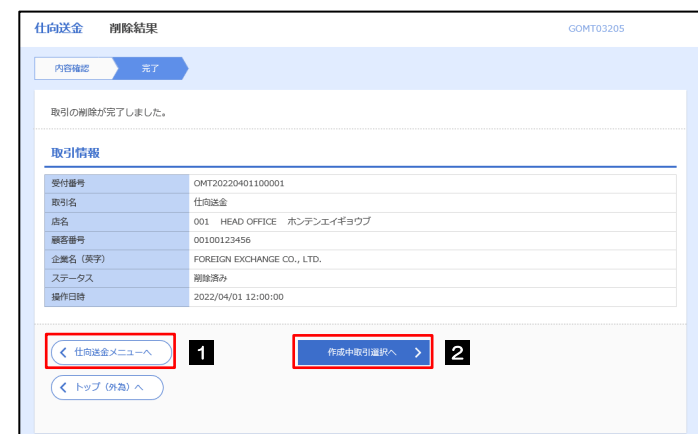 仕向送金 削除結果 GOMT03205
内容確認 完了
取引の削除が完了しました。
取引情報
受付番号 OMT20220401100001
取引名 仕向送金
店名 001 HEAD OFFICE ホンテンエイギョウブ
顧客番号 00100123456
企業名（英字） FOREIGN EXCHANGE CO., LTD.
ステータス 削除済み
操作日時 2022/04/01 12:00:00
仕向送金メニューへ 1 作成中取引選択へ 2
トップ（外為）へ